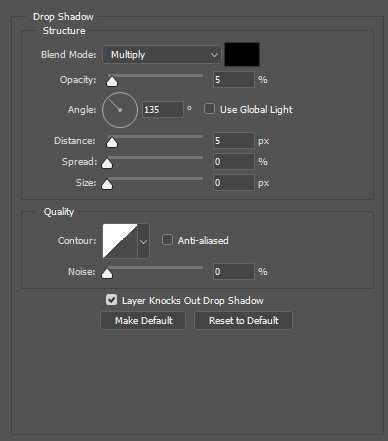 Drop Shadow
Structure
Blend Mode: Multiply
Opacity: 5 %
Angle: 135 ° Use Global Light
Distance: 5 px
Spread: 0 %
Size: 0 px
Quality
Contour: Anti-aliased
Noise: 0 %
Layer Knocks Out Drop Shadow
Make Default Reset to Default